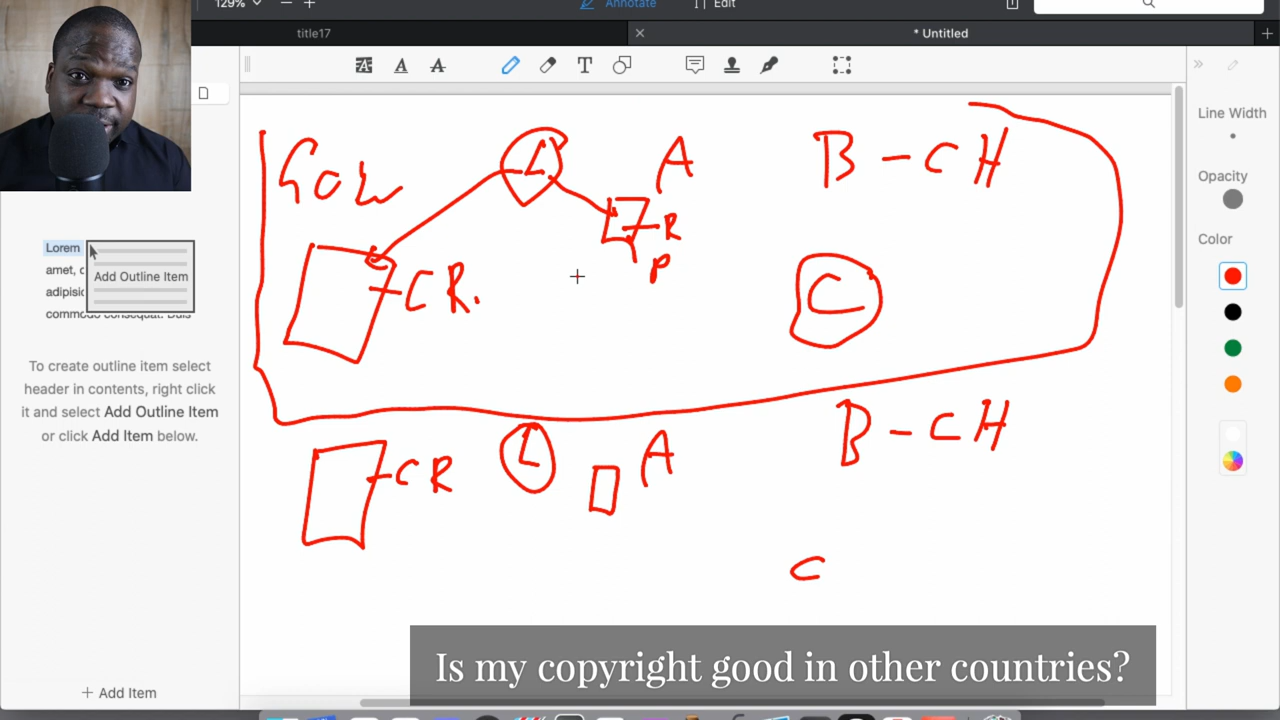 129%
Annotate
Edit
title17
* Untitled
A A A T
Line Width
Opacity
Color
L
A
B - CH
R
P
CR.
C
Lorem
Add Outline Item
amet, c
adipisic
To create outline item select
header in contents, right click
it and select Add Outline Item
or click Add Item below.
B - CH
L
A
CR
C
Is my copyright good in other countries?
+ Add Item